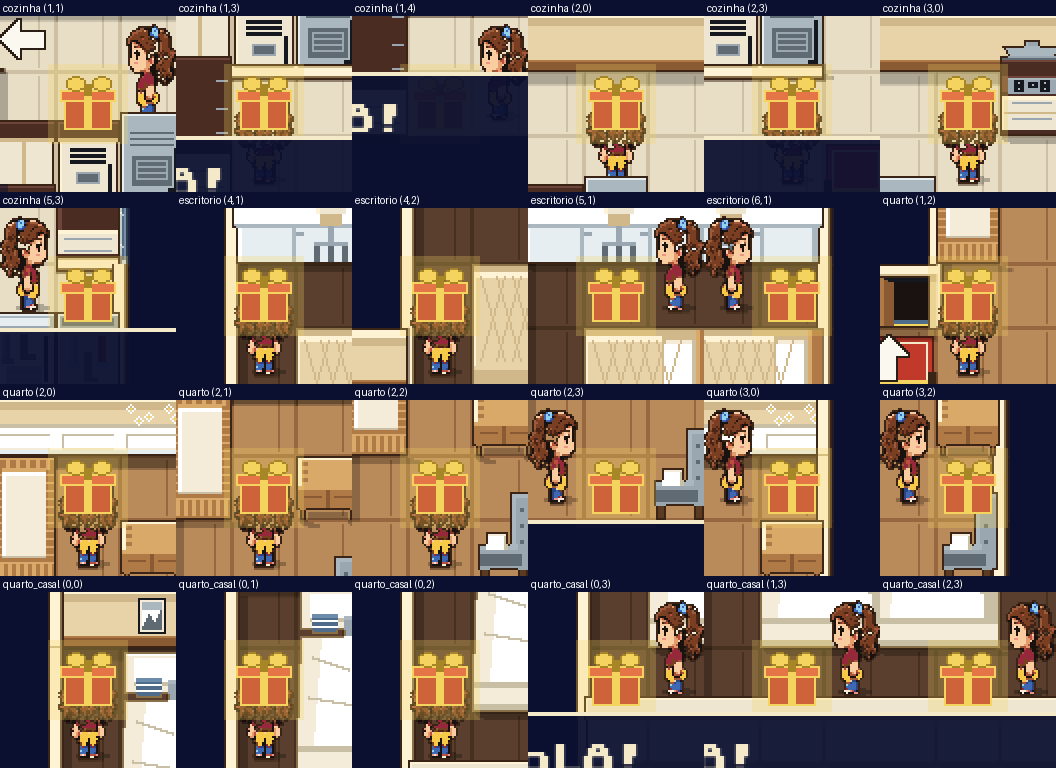 cozinha (1,1)
cozinha (1,3)
cozinha (1,4)
cozinha (2,0)
cozinha (2,3)
cozinha (3,0)
cozinha (5,3)
escritorio (4,1)
escritorio (4,2)
escritorio (5,1)
escritorio (6,1)
quarto (1,2)
quarto (2,0)
quarto (2,1)
quarto (2,2)
quarto (2,3)
quarto (3,0)
quarto (3,2)
quarto_casal (0,0)
quarto_casal (0,1)
quarto_casal (0,2)
quarto_casal (0,3)
quarto_casal (1,3)
quarto_casal (2,3)